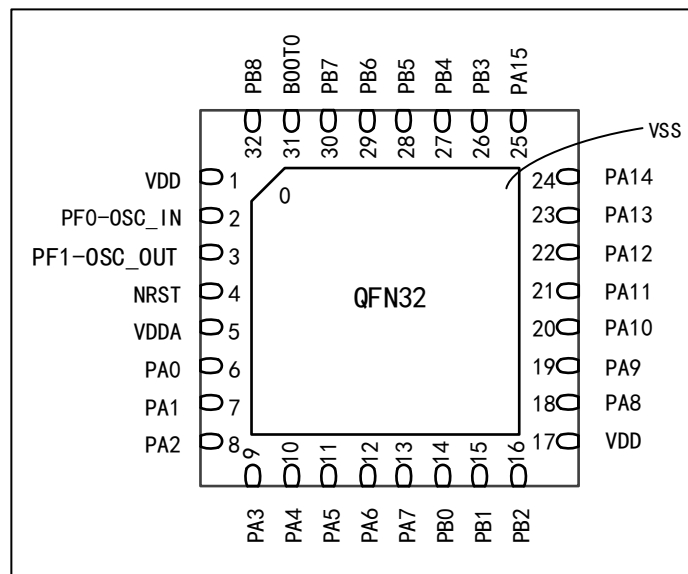 PB8 BOOT0 PB7 PB6 PB5 PB4 PB3 PA15
32 31 30 29 28 27 26 25
VSS
VDD 1 0 24 PA14
PF0-OSC_IN 2 23 PA13
PF1-OSC_OUT 3 22 PA12
NRST 4 QFN32 21 PA11
VDDA 5 20 PA10
PA0 6 19 PA9
PA1 7 18 PA8
PA2 8 17 VDD
9 10 11 12 13 14 15 16
PA3 PA4 PA5 PA6 PA7 PB0 PB1 PB2